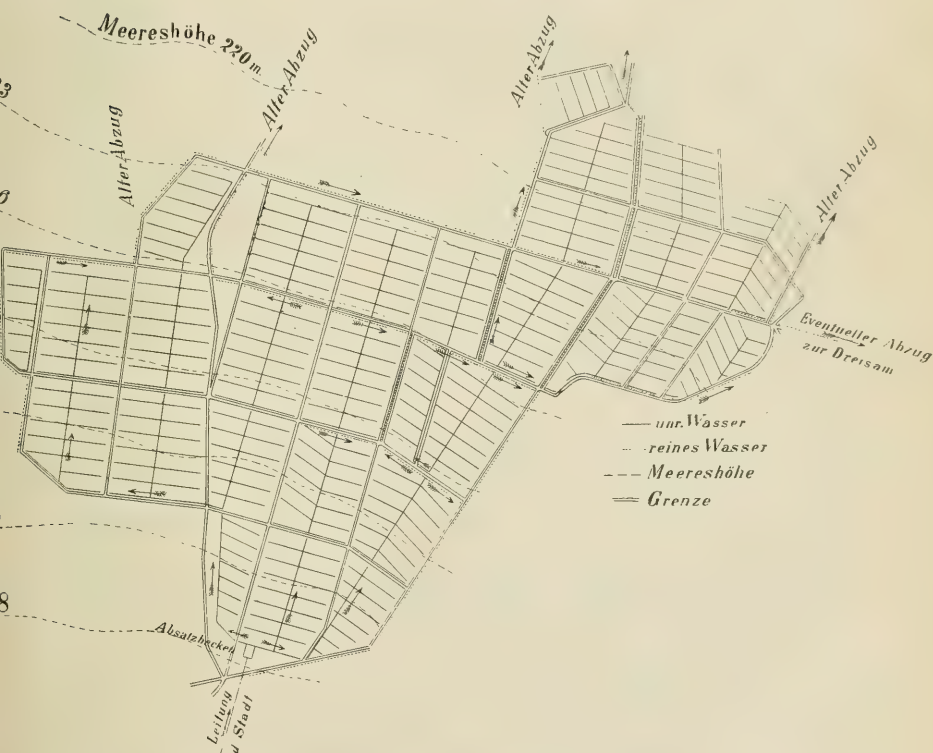 Meereshöhe 220 m.
Alter Abzug
Alter Abzug
Alter Abzug
Alter Abzug
Eventueller Abzug
zur Dreisam
unr. Wasser
reines Wasser
Meereshöhe
Grenze
Absatzbecken
Leitung
Stadt